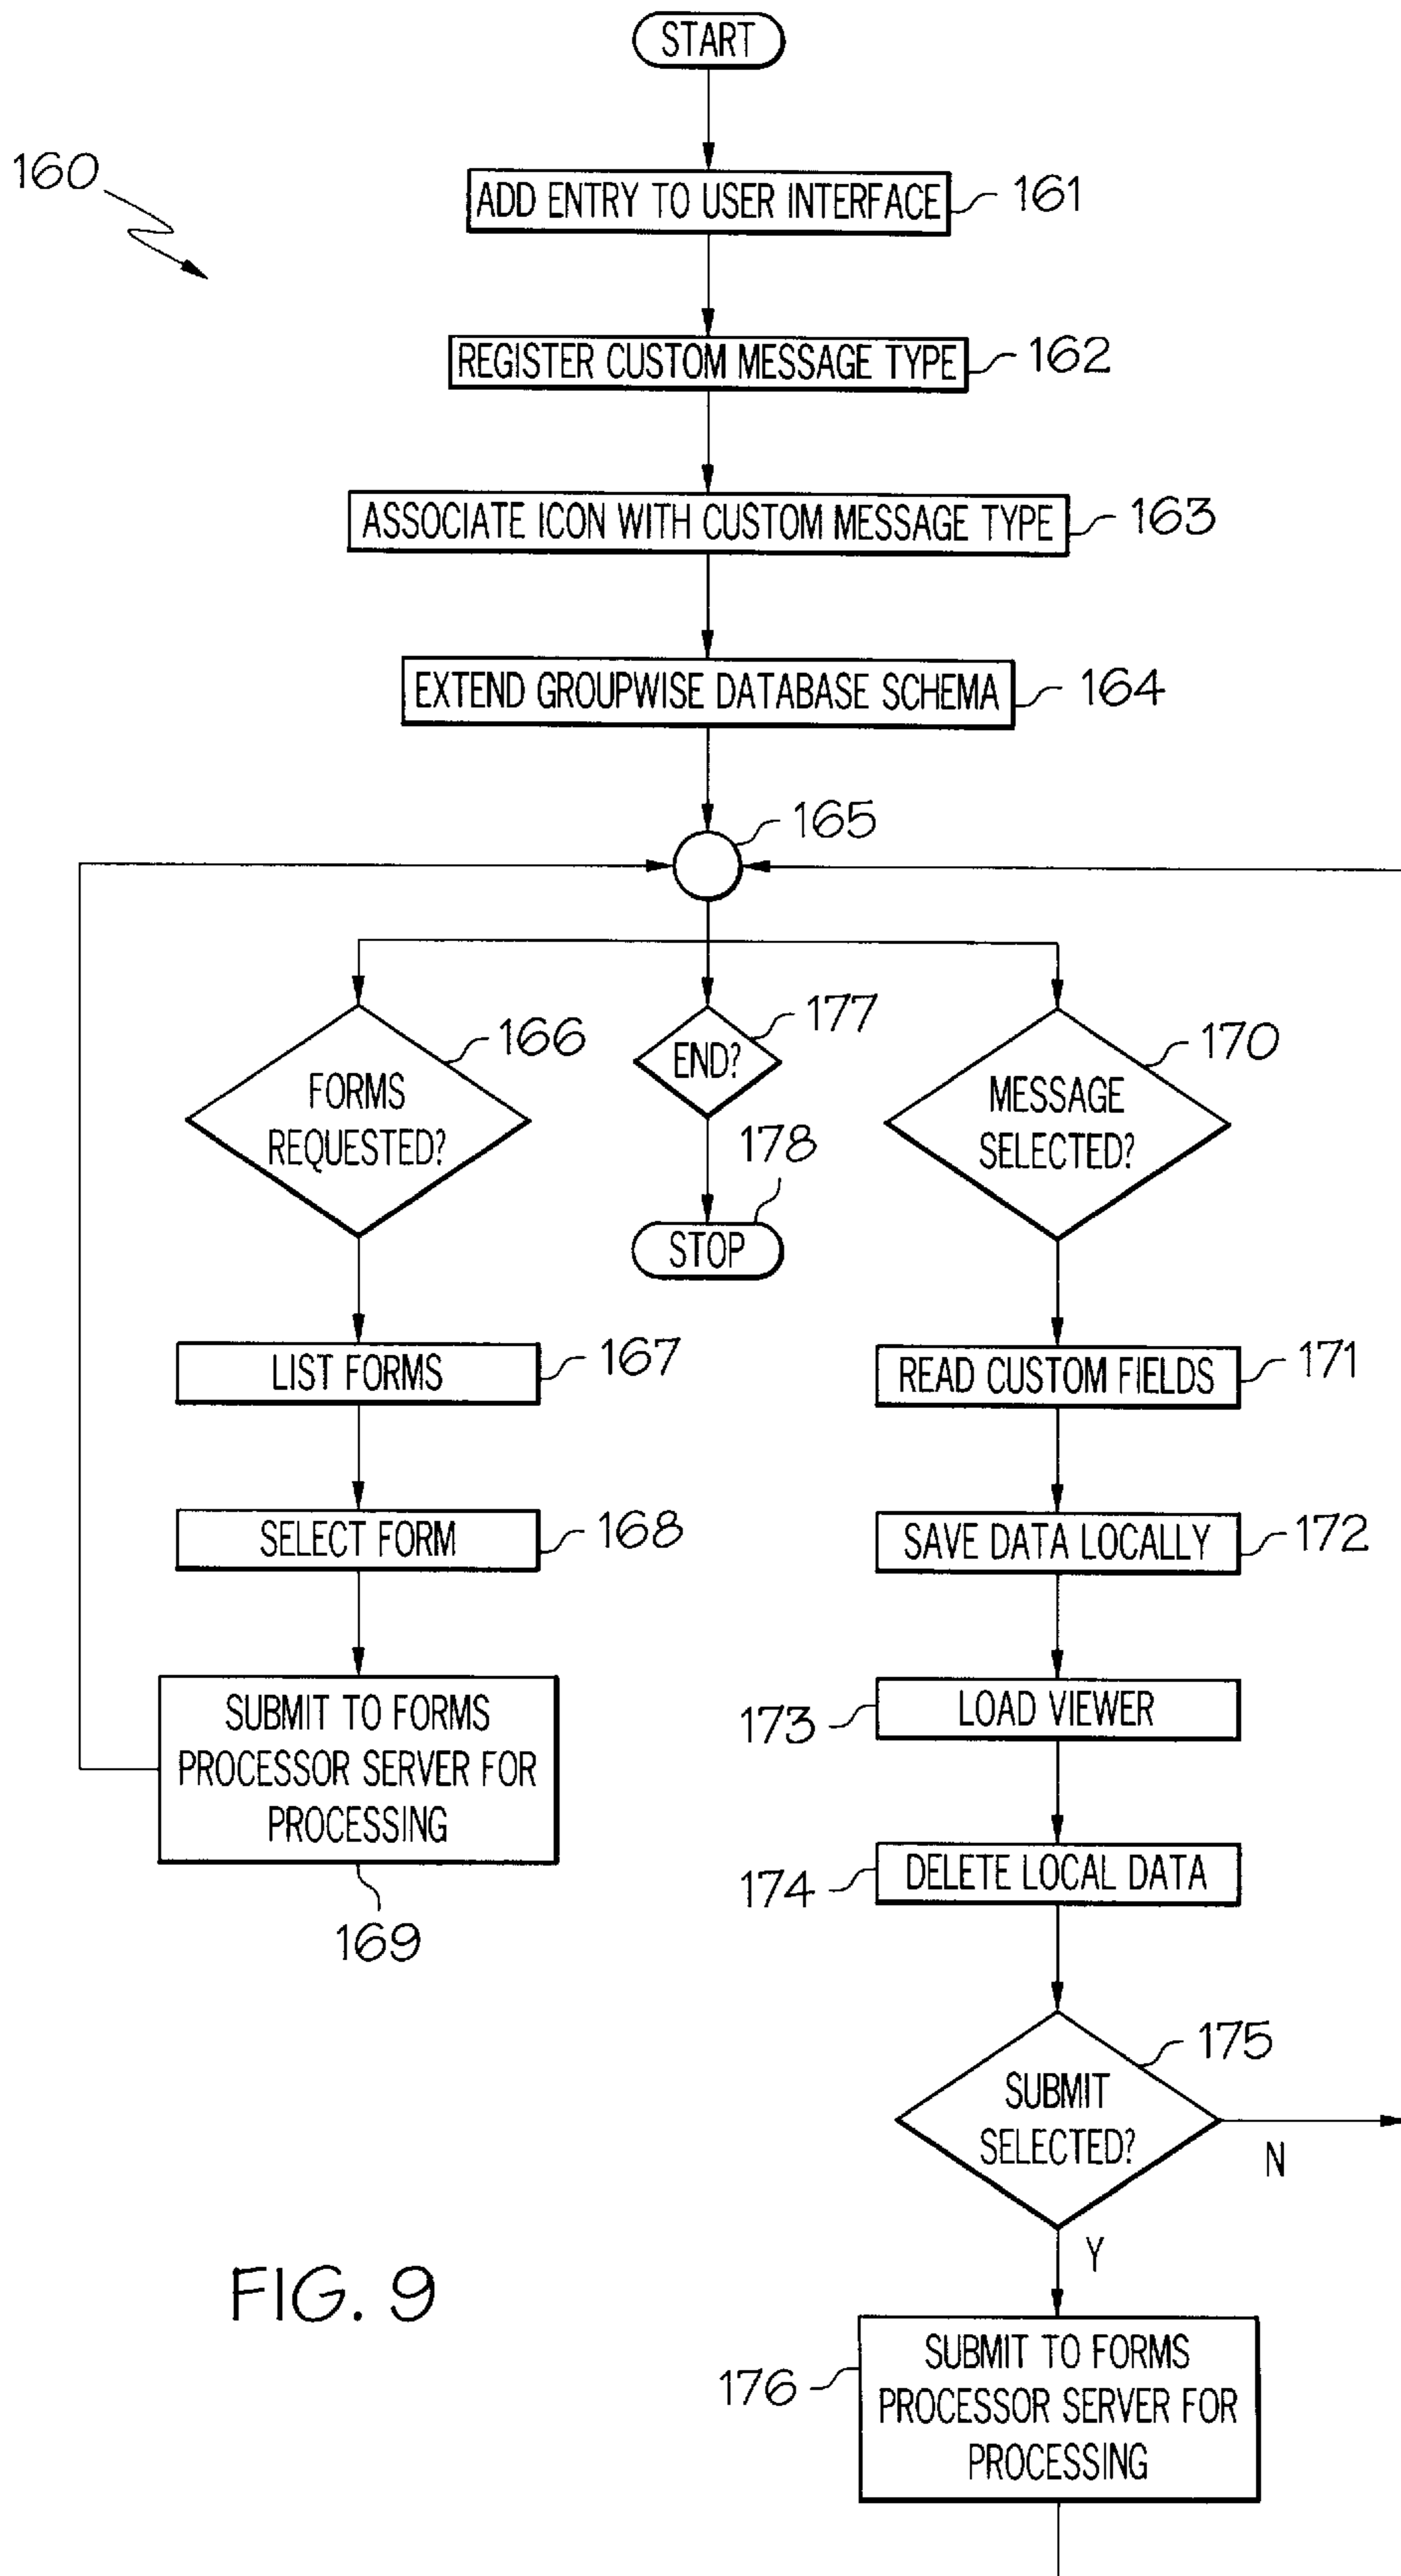 START
160
ADD ENTRY TO USER INTERFACE
161
REGISTER CUSTOM MESSAGE TYPE
162
ASSOCIATE ICON WITH CUSTOM MESSAGE TYPE
163
EXTEND GROUPWISE DATABASE SCHEMA
164
165
166
FORMS
REQUESTED?
177
END?
178
STOP
170
MESSAGE
SELECTED?
LIST FORMS
167
SELECT FORM
168
SUBMIT TO FORMS
PROCESSOR SERVER FOR
PROCESSING
169
READ CUSTOM FIELDS
171
SAVE DATA LOCALLY
172
173
LOAD VIEWER
174
DELETE LOCAL DATA
175
SUBMIT
SELECTED?
N
Y
176
SUBMIT TO FORMS
PROCESSOR SERVER FOR
PROCESSING
FIG. 9